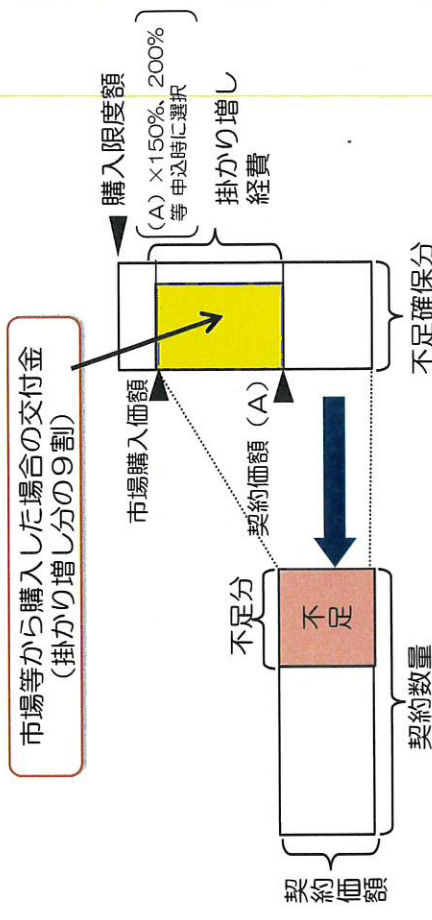 市場等から購入した場合の交付金
（掛かり増し分の９割）
購入限度額
（A）×150%、200%
等 申込時に選択
市場購入価額
掛かり増し
経費
契約価額（A）
不足確保分
不足分
不足
契約価額
契約数量